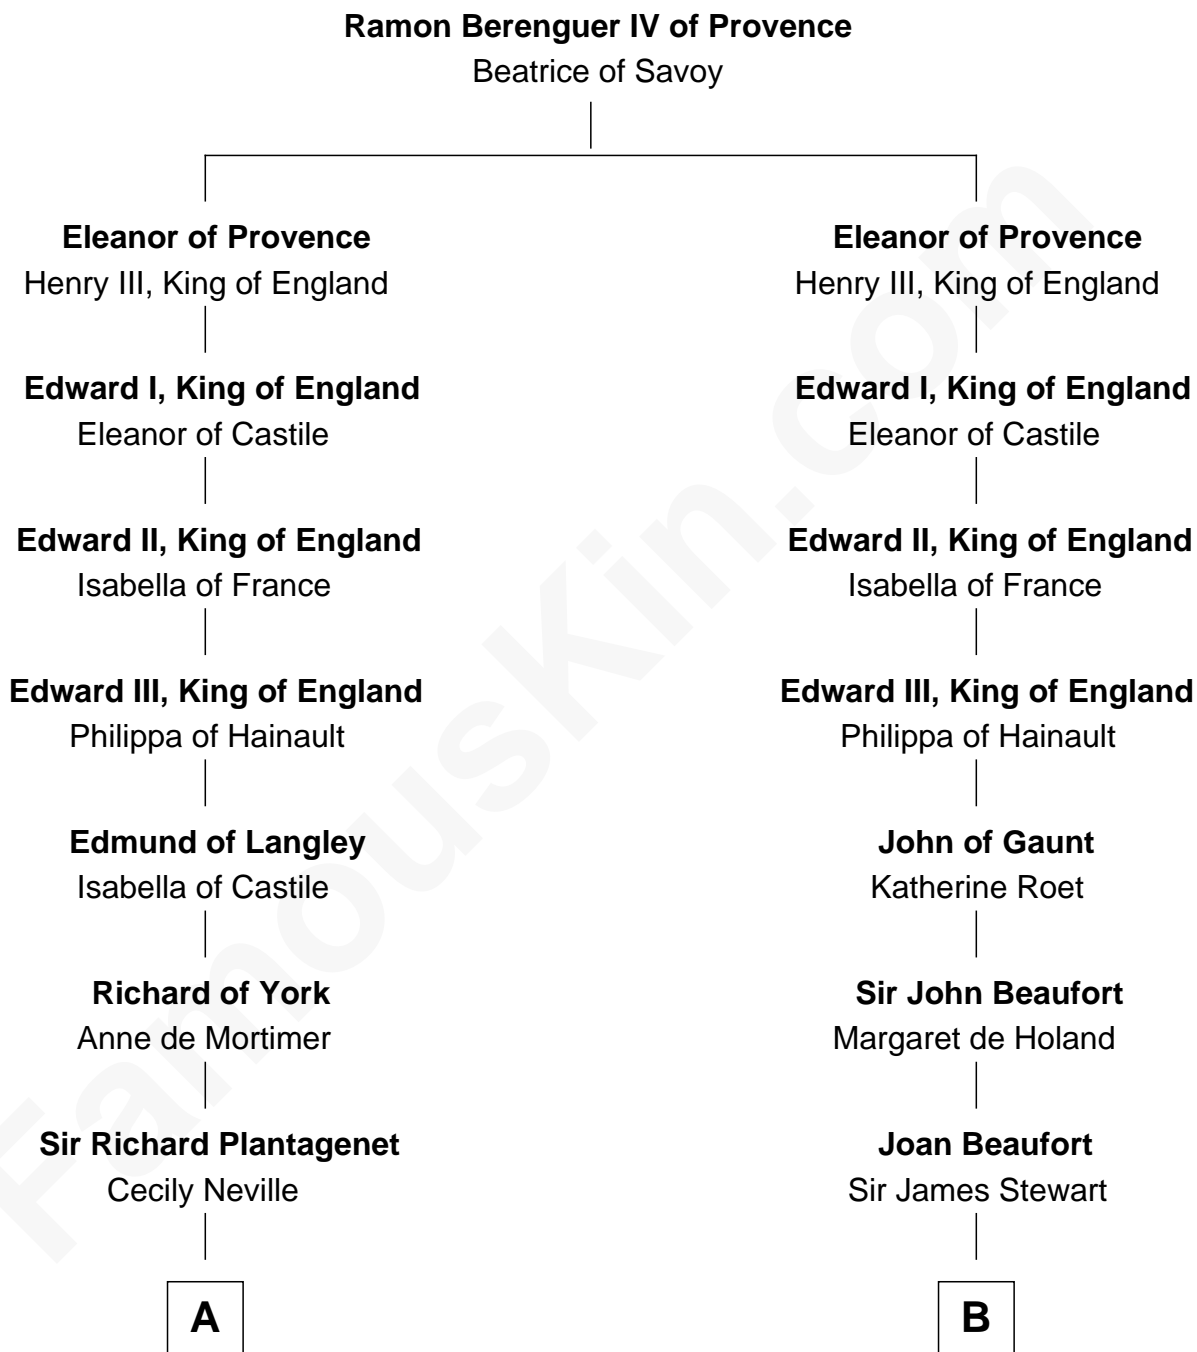 Ramon Berenguer IV of Provence
Beatrice of Savoy
Eleanor of Provence
Henry III, King of England
Edward I, King of England
Eleanor of Castile
Edward II, King of England
Isabella of France
Edward III, King of England
Philippa of Hainault
Edmund of Langley
Isabella of Castile
Richard of York
Anne de Mortimer
Sir Richard Plantagenet
Cecily Neville
A
Eleanor of Provence
Henry III, King of England
Edward I, King of England
Eleanor of Castile
Edward II, King of England
Isabella of France
Edward III, King of England
Philippa of Hainault
John of Gaunt
Katherine Roet
Sir John Beaufort
Margaret de Holand
Joan Beaufort
Sir James Stewart
B
FamousKin.com